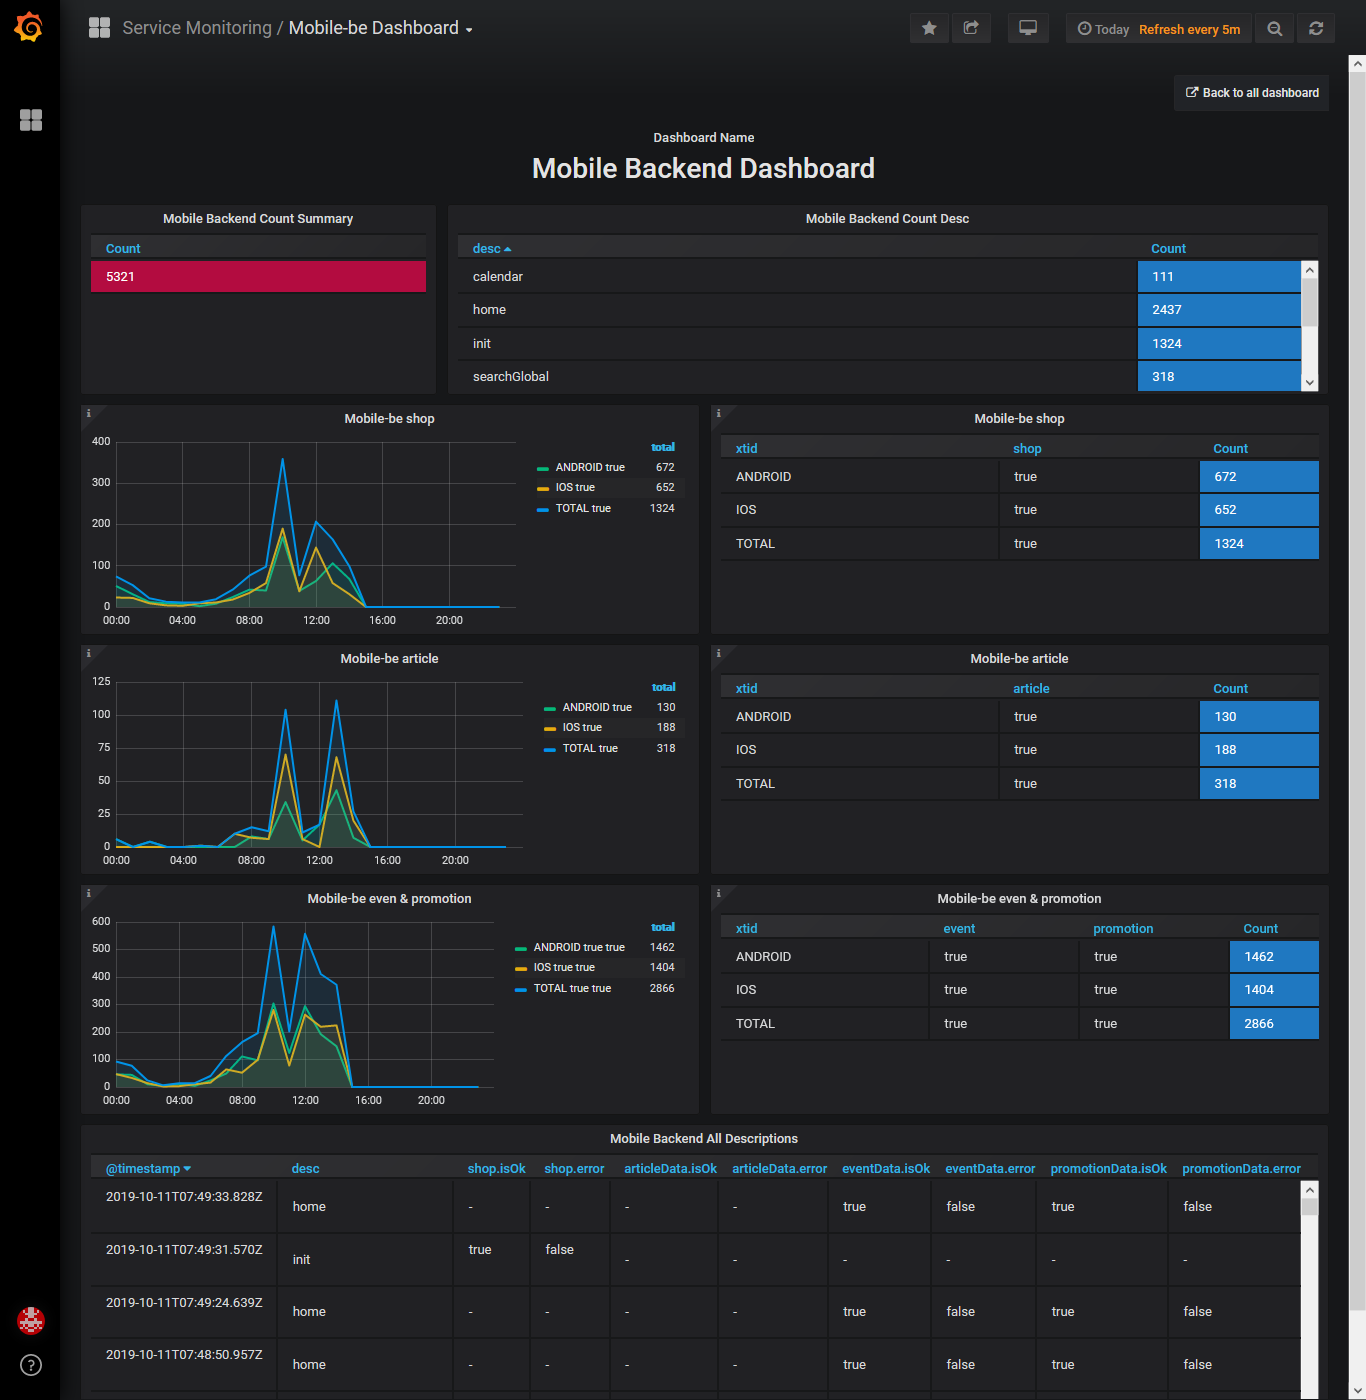 Service Monitoring / Mobile-be Dashboard
Today Refresh every 5m
Back to all dashboard
Dashboard Name
Mobile Backend Dashboard
Mobile Backend Count Summary
Count
5321
Mobile Backend Count Desc
desc Count
calendar 111
home 2437
init 1324
searchGlobal 318
Mobile-be shop
400
300
200
100
0
00:00 04:00 08:00 12:00 16:00 20:00
total
ANDROID true 672
IOS true 652
TOTAL true 1324
Mobile-be shop
xtid shop Count
ANDROID true 672
IOS true 652
TOTAL true 1324
Mobile-be article
125
100
75
50
25
0
00:00 04:00 08:00 12:00 16:00 20:00
total
ANDROID true 130
IOS true 188
TOTAL true 318
Mobile-be article
xtid article Count
ANDROID true 130
IOS true 188
TOTAL true 318
Mobile-be even & promotion
600
500
400
300
200
100
0
00:00 04:00 08:00 12:00 16:00 20:00
total
ANDROID true true 1462
IOS true true 1404
TOTAL true true 2866
Mobile-be even & promotion
xtid event promotion Count
ANDROID true true 1462
IOS true true 1404
TOTAL true true 2866
Mobile Backend All Descriptions
@timestamp desc shop.isOk shop.error articleData.isOk articleData.error eventData.isOk eventData.error promotionData.isOk promotionData.error
2019-10-11T07:49:33.828Z home - - - - true false true false
2019-10-11T07:49:31.570Z init true false - - - - - -
2019-10-11T07:49:24.639Z home - - - - true false true false
2019-10-11T07:48:50.957Z home - - - - true false true false